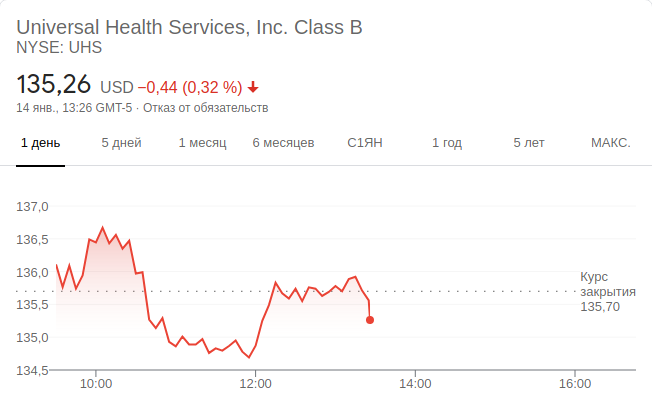 Universal Health Services, Inc. Class B
NYSE: UHS
135,26 USD −0,44 (0,32 %)
14 янв., 13:26 GMT-5 · Отказ от обязательств
1 день 5 дней 1 месяц 6 месяцев С1ЯН 1 год 5 лет МАКС.
137,0
136,5
136,0
135,5
135,0
134,5
Курс
закрытия
135,70
10:00 12:00 14:00 16:00